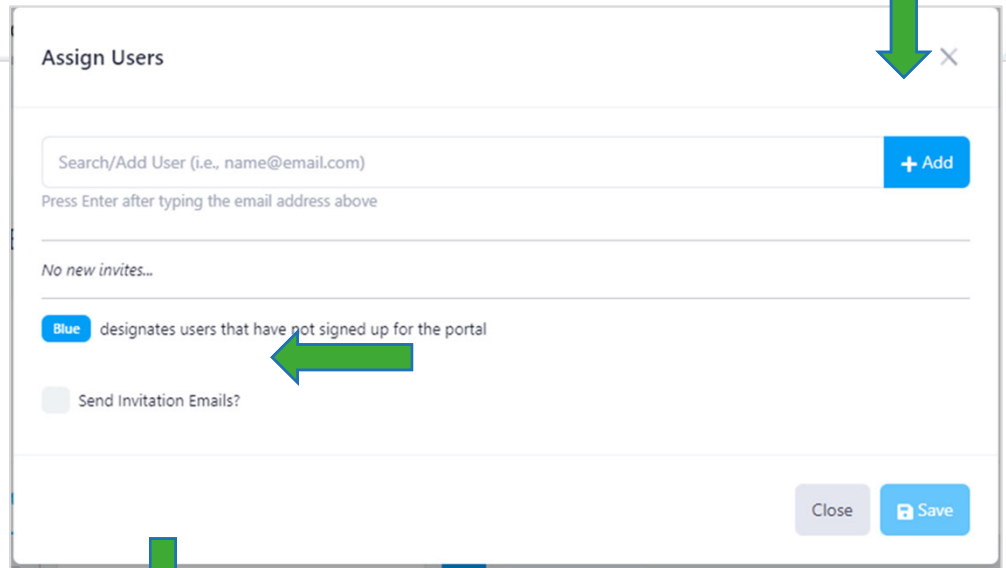 Assign Users
Search/Add User (i.e., name@email.com)
+ Add
Press Enter after typing the email address above
No new invites...
Blue designates users that have not signed up for the portal
Send Invitation Emails?
Close
Save